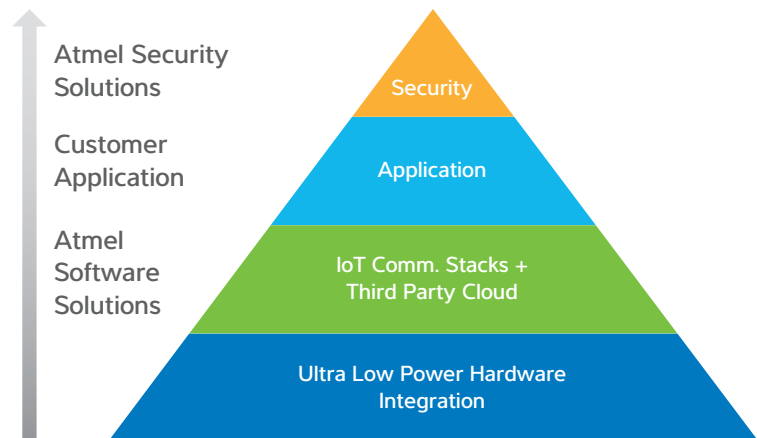 Atmel Security
Solutions
Security
Customer
Application
Application
Atmel
Software
Solutions
IoT Comm. Stacks +
Third Party Cloud
Ultra Low Power Hardware
Integration